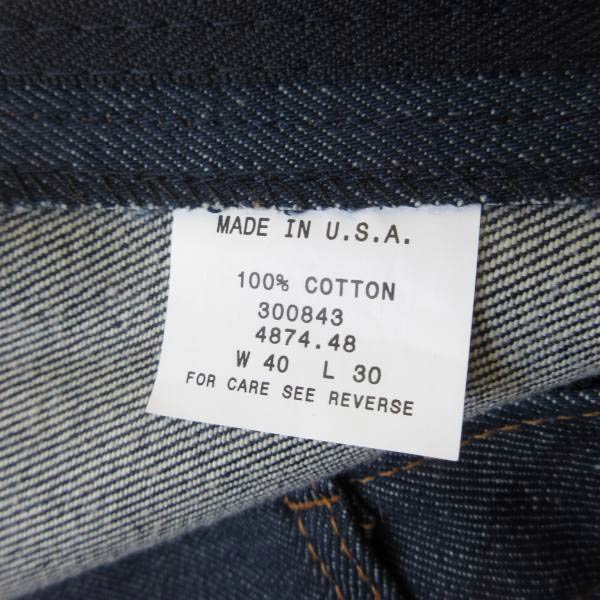 MADE IN U.S.A.
100% COTTON
300843
4874.48
W 40 L 30
FOR CARE SEE REVERSE